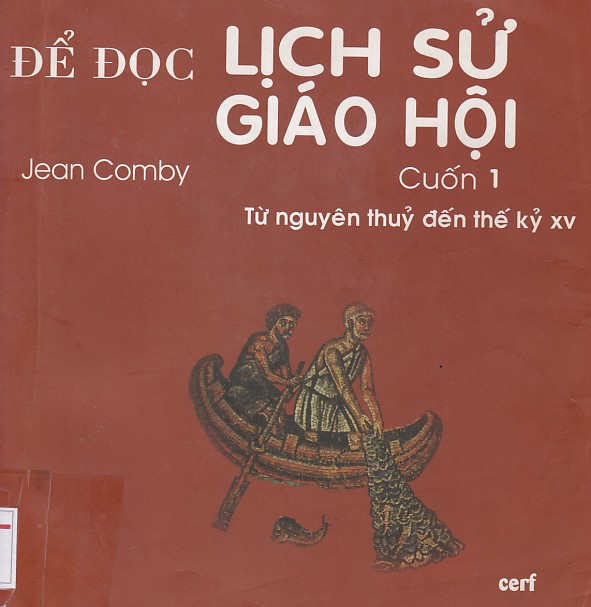 ĐỂ ĐỌC LỊCH SỬ
GIÁO HỘI
Jean Comby
Cuốn 1
Từ nguyên thuỷ đến thế kỷ xv
cerf